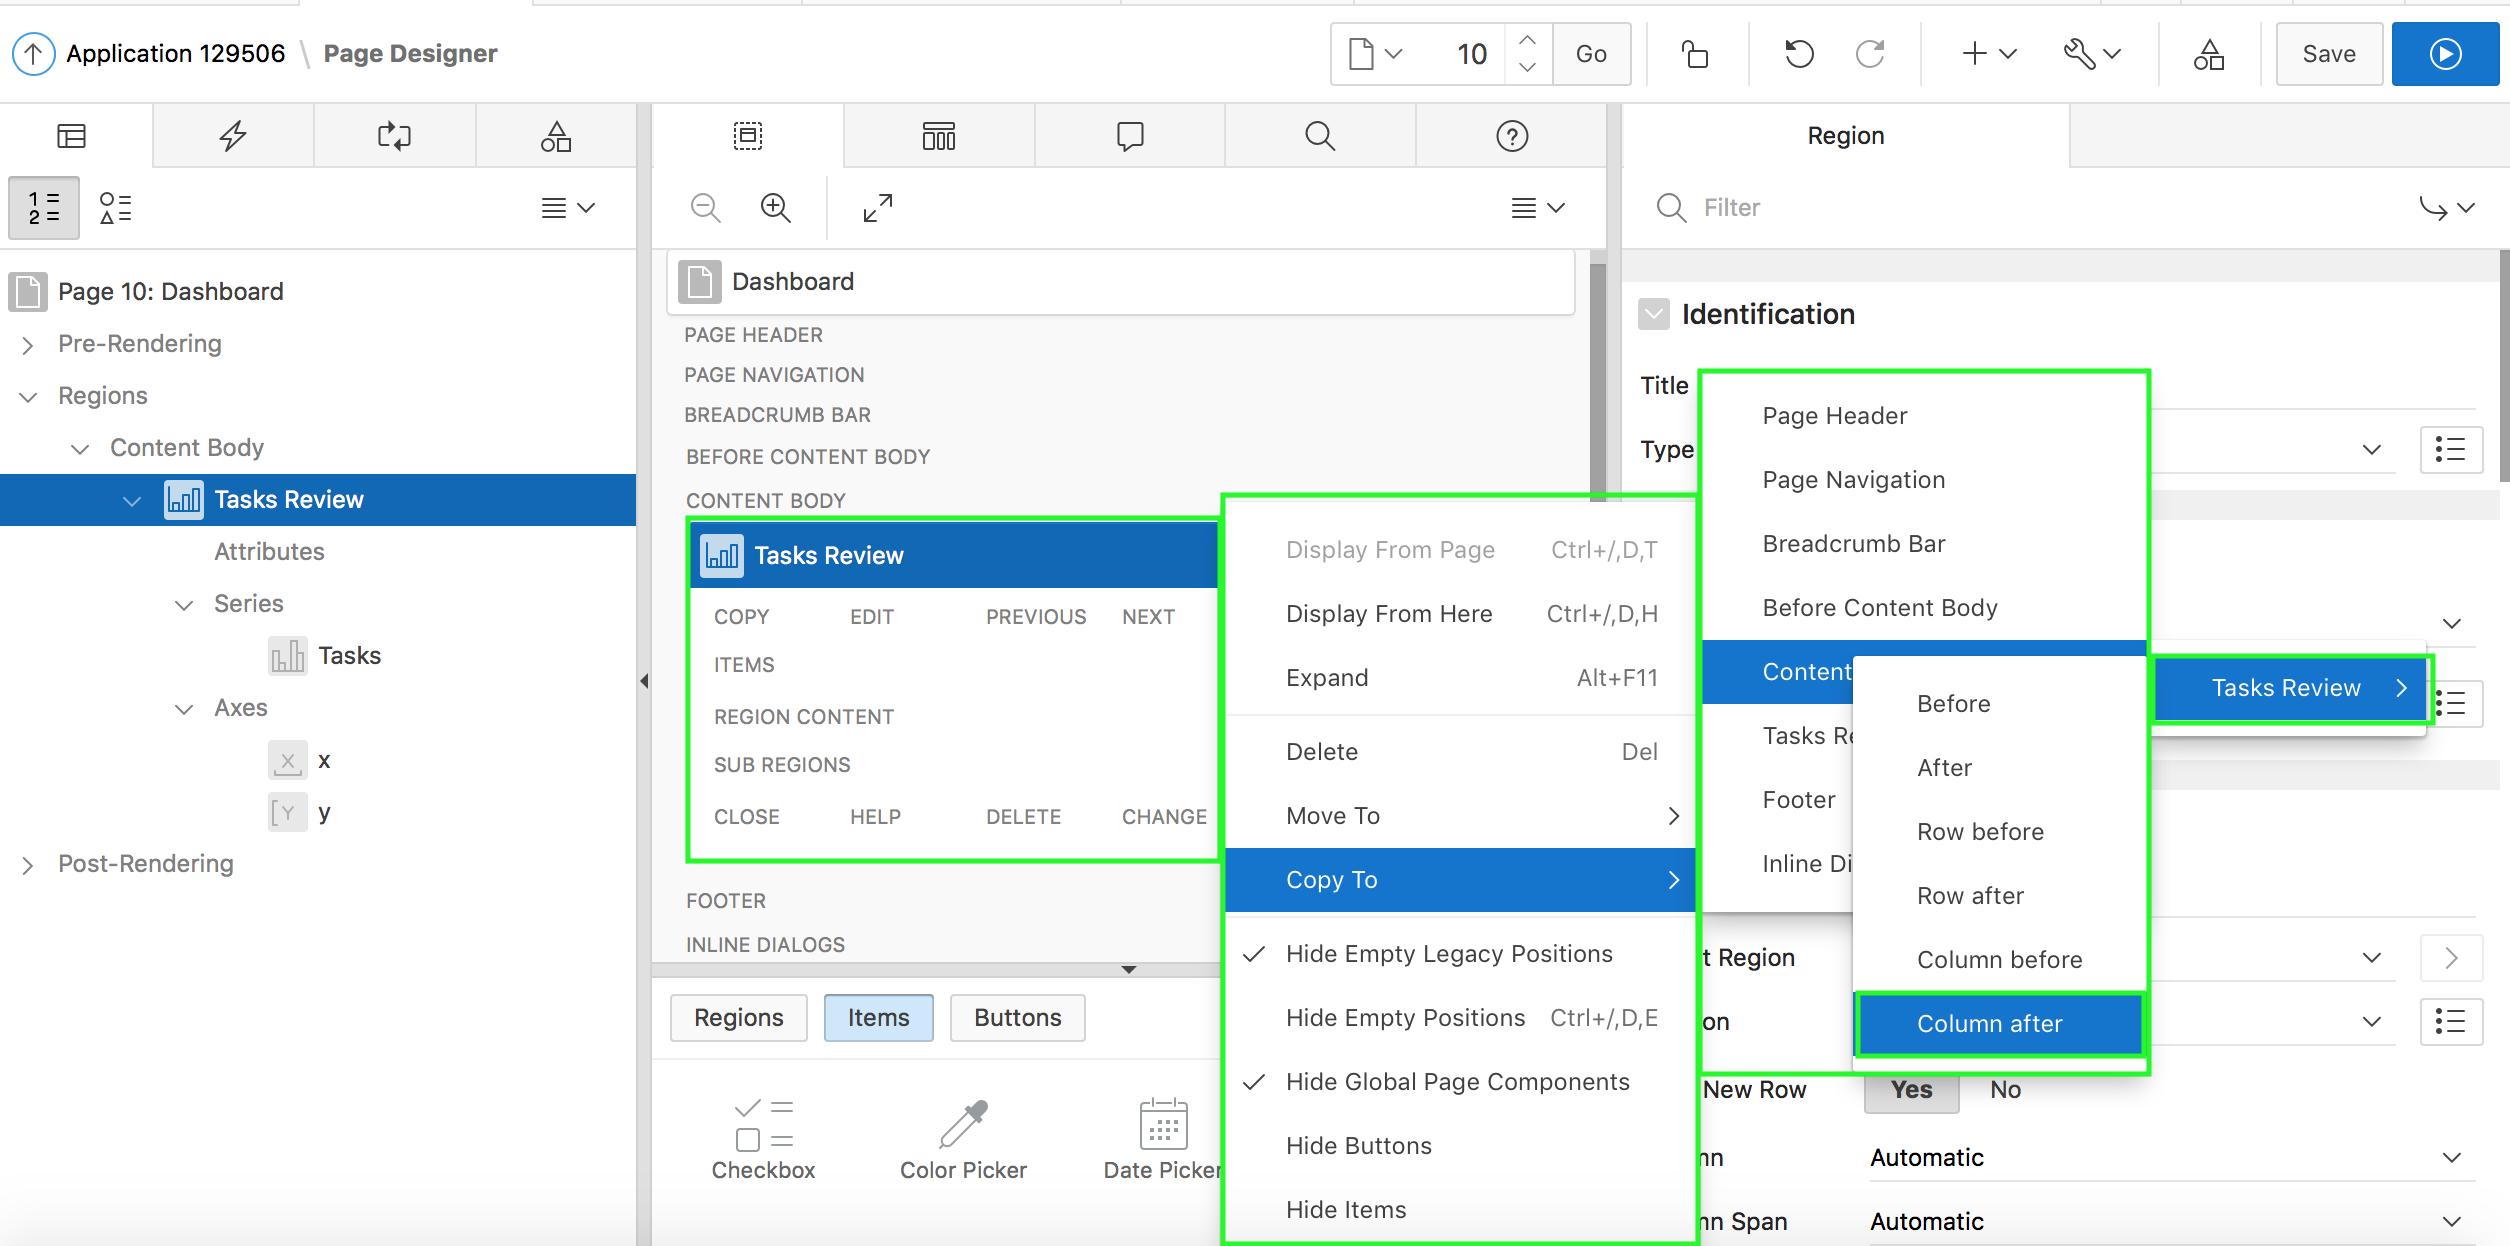 Application 129506 \ Page Designer
10
Go
Save
1
2
Page 10: Dashboard
Pre-Rendering
Regions
Content Body
Tasks Review
Attributes
Series
Tasks
Axes
X x
Y y
Post-Rendering
Dashboard
PAGE HEADER
PAGE NAVIGATION
BREADCRUMB BAR
BEFORE CONTENT BODY
CONTENT BODY
Tasks Review
COPY EDIT PREVIOUS NEXT
ITEMS
REGION CONTENT
SUB REGIONS
CLOSE HELP DELETE CHANGE
FOOTER
INLINE DIALOGS
Regions Items Buttons
Checkbox Color Picker Date Picker
Display From Page Ctrl+/,D,T
Display From Here Ctrl+/,D,H
Expand Alt+F11
Delete Del
Move To
Copy To
Hide Empty Legacy Positions
Hide Empty Positions Ctrl+/,D,E
Hide Global Page Components
Hide Buttons
Hide Items
Region
Filter
Identification
Title
Type
Page Header
Page Navigation
Breadcrumb Bar
Before Content Body
Content
Tasks Re
Footer
Inline Di
Tasks Review
Before
After
Row before
Row after
Column before
Column after
t Region
on
New Row Yes No
Automatic
n Span Automatic